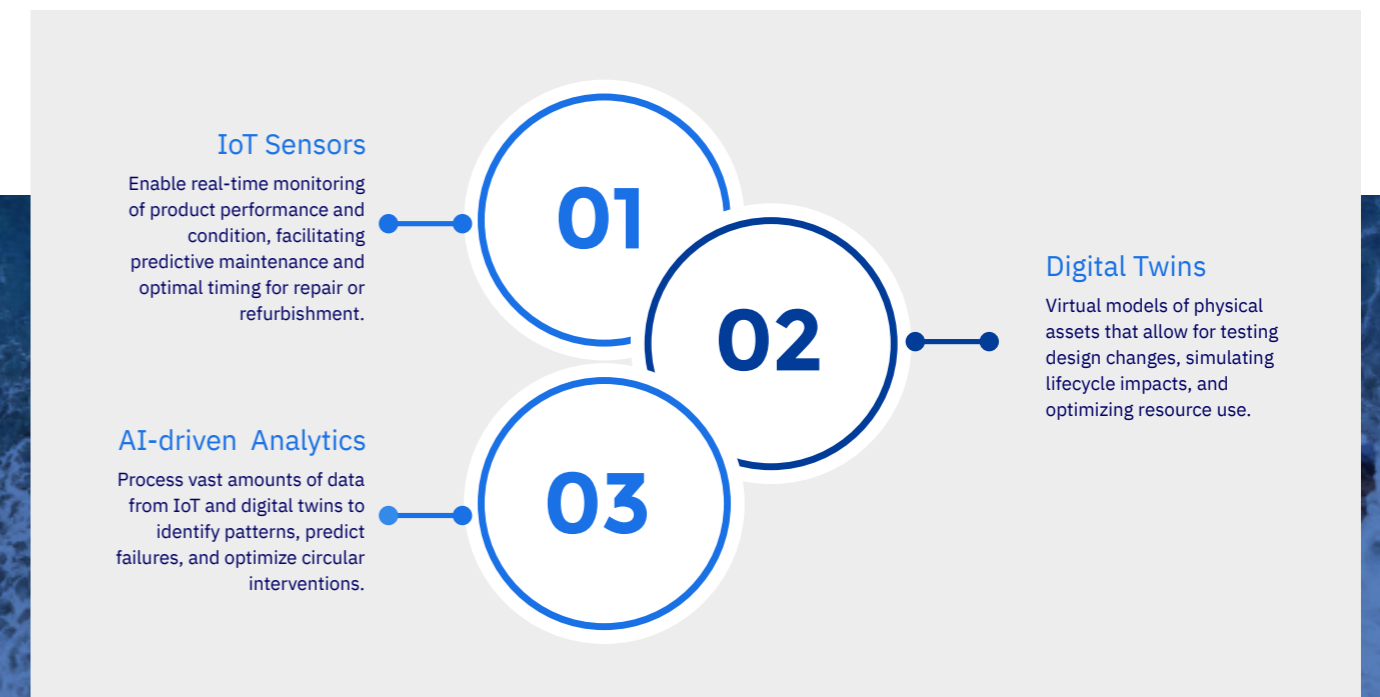 IoT Sensors
Enable real-time monitoring
of product performance and
condition, facilitating
predictive maintenance and
optimal timing for repair or
refurbishment.
01
02
Digital Twins
Virtual models of physical
assets that allow for testing
design changes, simulating
lifecycle impacts, and
optimizing resource use.
AI-driven  Analytics
Process vast amounts of data
from IoT and digital twins to
identify patterns, predict
failures, and optimize circular
interventions.
03